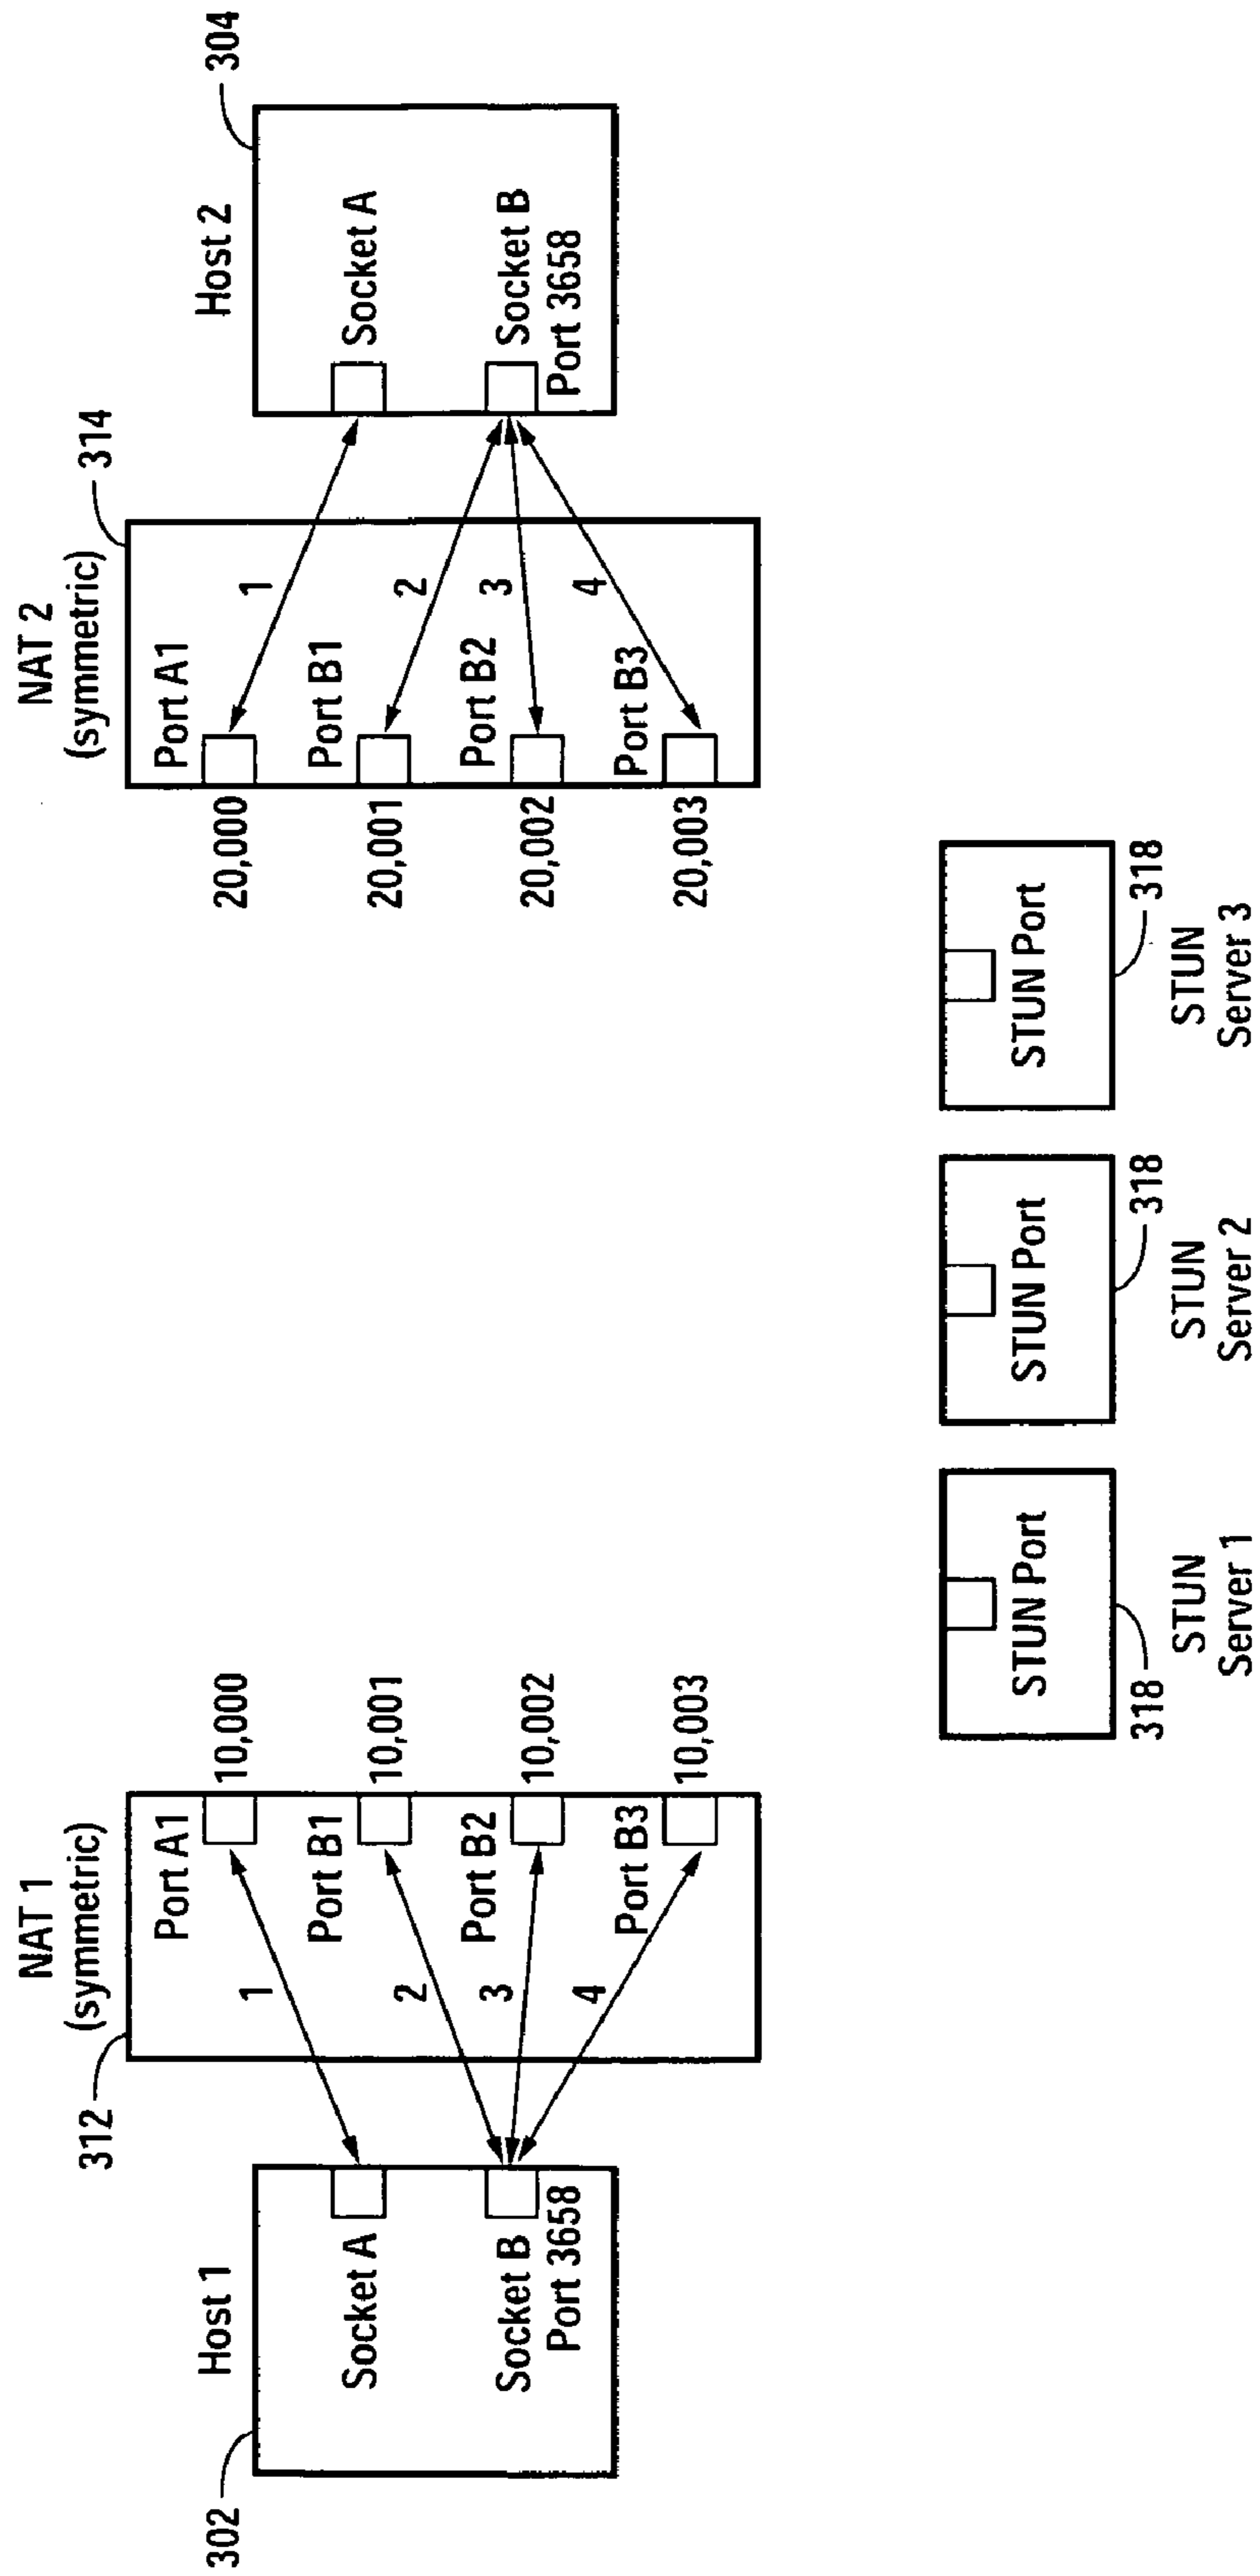 NAT 1
(symmetric)
312
Host 1
302
Socket A
Socket B
Port 3658
1
2
3
4
Port A1
10,000
Port B1
10,001
Port B2
10,002
Port B3
10,003
NAT 2
(symmetric)
314
Port A1
20,000
Port B1
20,001
Port B2
20,002
Port B3
20,003
1
2
3
4
Host 2
304
Socket A
Socket B
Port 3658
STUN Port
318
STUN
Server 1
STUN Port
318
STUN
Server 2
STUN Port
318
STUN
Server 3